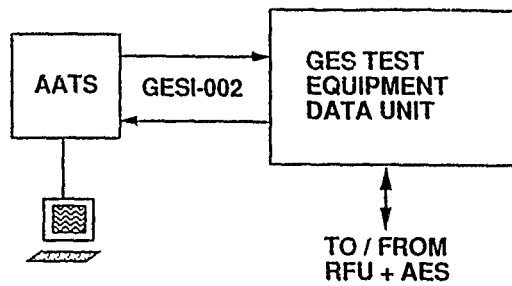 AATS
GESI-002
GES TEST
EQUIPMENT
DATA UNIT
TO / FROM
RFU + AES